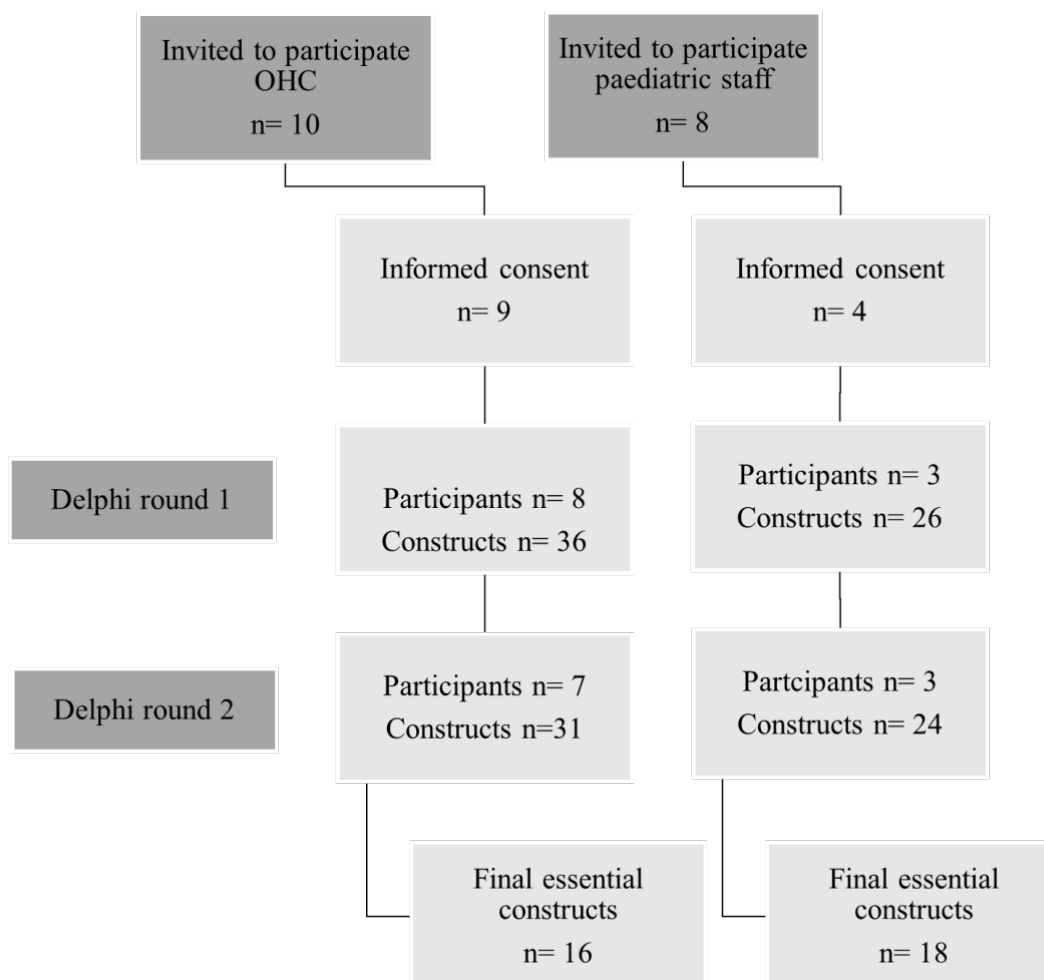 Invited to participate
OHC
n= 10
Invited to participate
paediatric staff
n= 8
Informed consent
n= 9
Informed consent
n= 4
Delphi round 1
Participants n= 8
Constructs n= 36
Participants n= 3
Constructs n= 26
Delphi round 2
Participants n= 7
Constructs n=31
Partcipants n= 3
Constructs n= 24
Final essential
constructs
n= 16
Final essential
constructs
n= 18